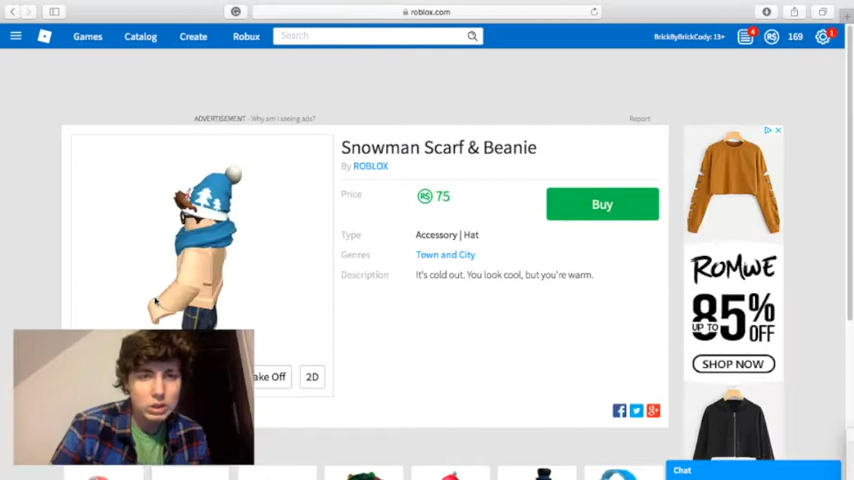 roblox.com
Games Catalog Create Robux Search BrickByBrickCody: 13+ 4 R$ 169 1
ADVERTISEMENT - Why am I seeing ads? Report
Snowman Scarf & Beanie
By ROBLOX
Price R$ 75 Buy
Type Accessory | Hat
Genres Town and City
Description It's cold out. You look cool, but you're warm.
ake Off 2D
ROMWE
UP TO 85% OFF
SHOP NOW
Chat